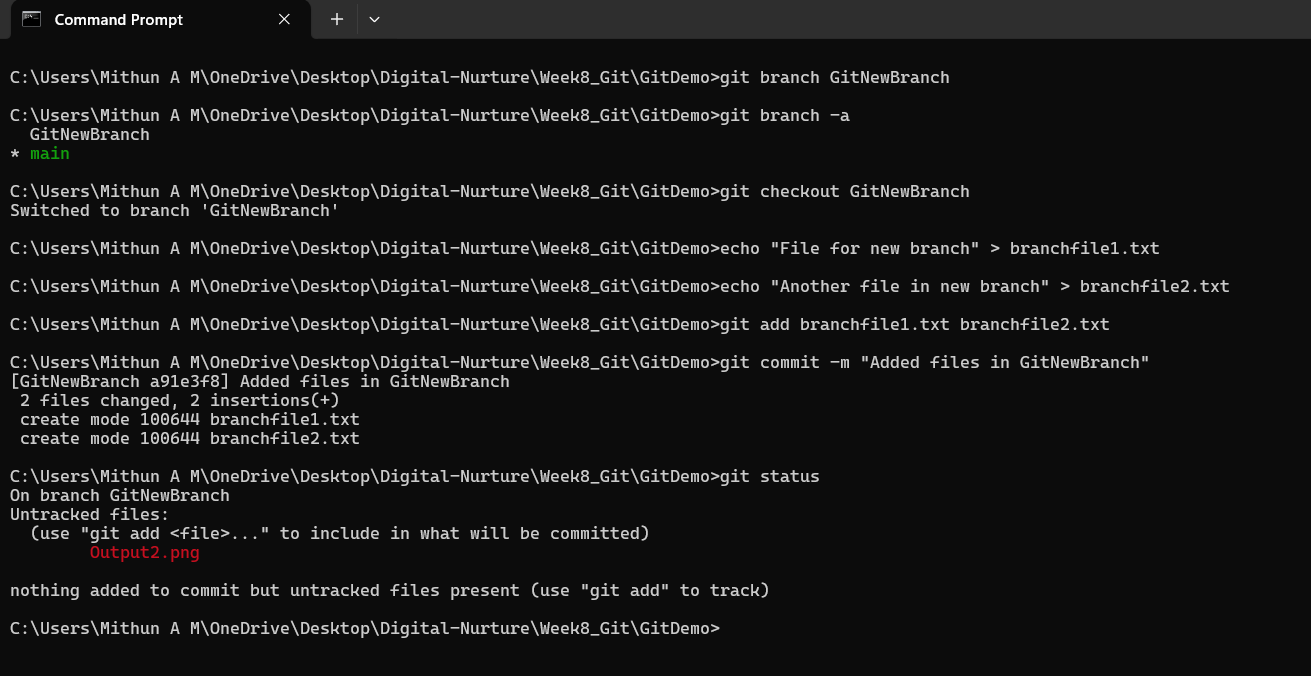 Command Prompt
C:\Users\Mithun A M\OneDrive\Desktop\Digital-Nurture\Week8_Git\GitDemo>git branch GitNewBranch
C:\Users\Mithun A M\OneDrive\Desktop\Digital-Nurture\Week8_Git\GitDemo>git branch -a
  GitNewBranch
* main
C:\Users\Mithun A M\OneDrive\Desktop\Digital-Nurture\Week8_Git\GitDemo>git checkout GitNewBranch
Switched to branch 'GitNewBranch'
C:\Users\Mithun A M\OneDrive\Desktop\Digital-Nurture\Week8_Git\GitDemo>echo "File for new branch" > branchfile1.txt
C:\Users\Mithun A M\OneDrive\Desktop\Digital-Nurture\Week8_Git\GitDemo>echo "Another file in new branch" > branchfile2.txt
C:\Users\Mithun A M\OneDrive\Desktop\Digital-Nurture\Week8_Git\GitDemo>git add branchfile1.txt branchfile2.txt
C:\Users\Mithun A M\OneDrive\Desktop\Digital-Nurture\Week8_Git\GitDemo>git commit -m "Added files in GitNewBranch"
[GitNewBranch a91e3f8] Added files in GitNewBranch
 2 files changed, 2 insertions(+)
 create mode 100644 branchfile1.txt
 create mode 100644 branchfile2.txt
C:\Users\Mithun A M\OneDrive\Desktop\Digital-Nurture\Week8_Git\GitDemo>git status
On branch GitNewBranch
Untracked files:
  (use "git add <file>..." to include in what will be committed)
        Output2.png
nothing added to commit but untracked files present (use "git add" to track)
C:\Users\Mithun A M\OneDrive\Desktop\Digital-Nurture\Week8_Git\GitDemo>